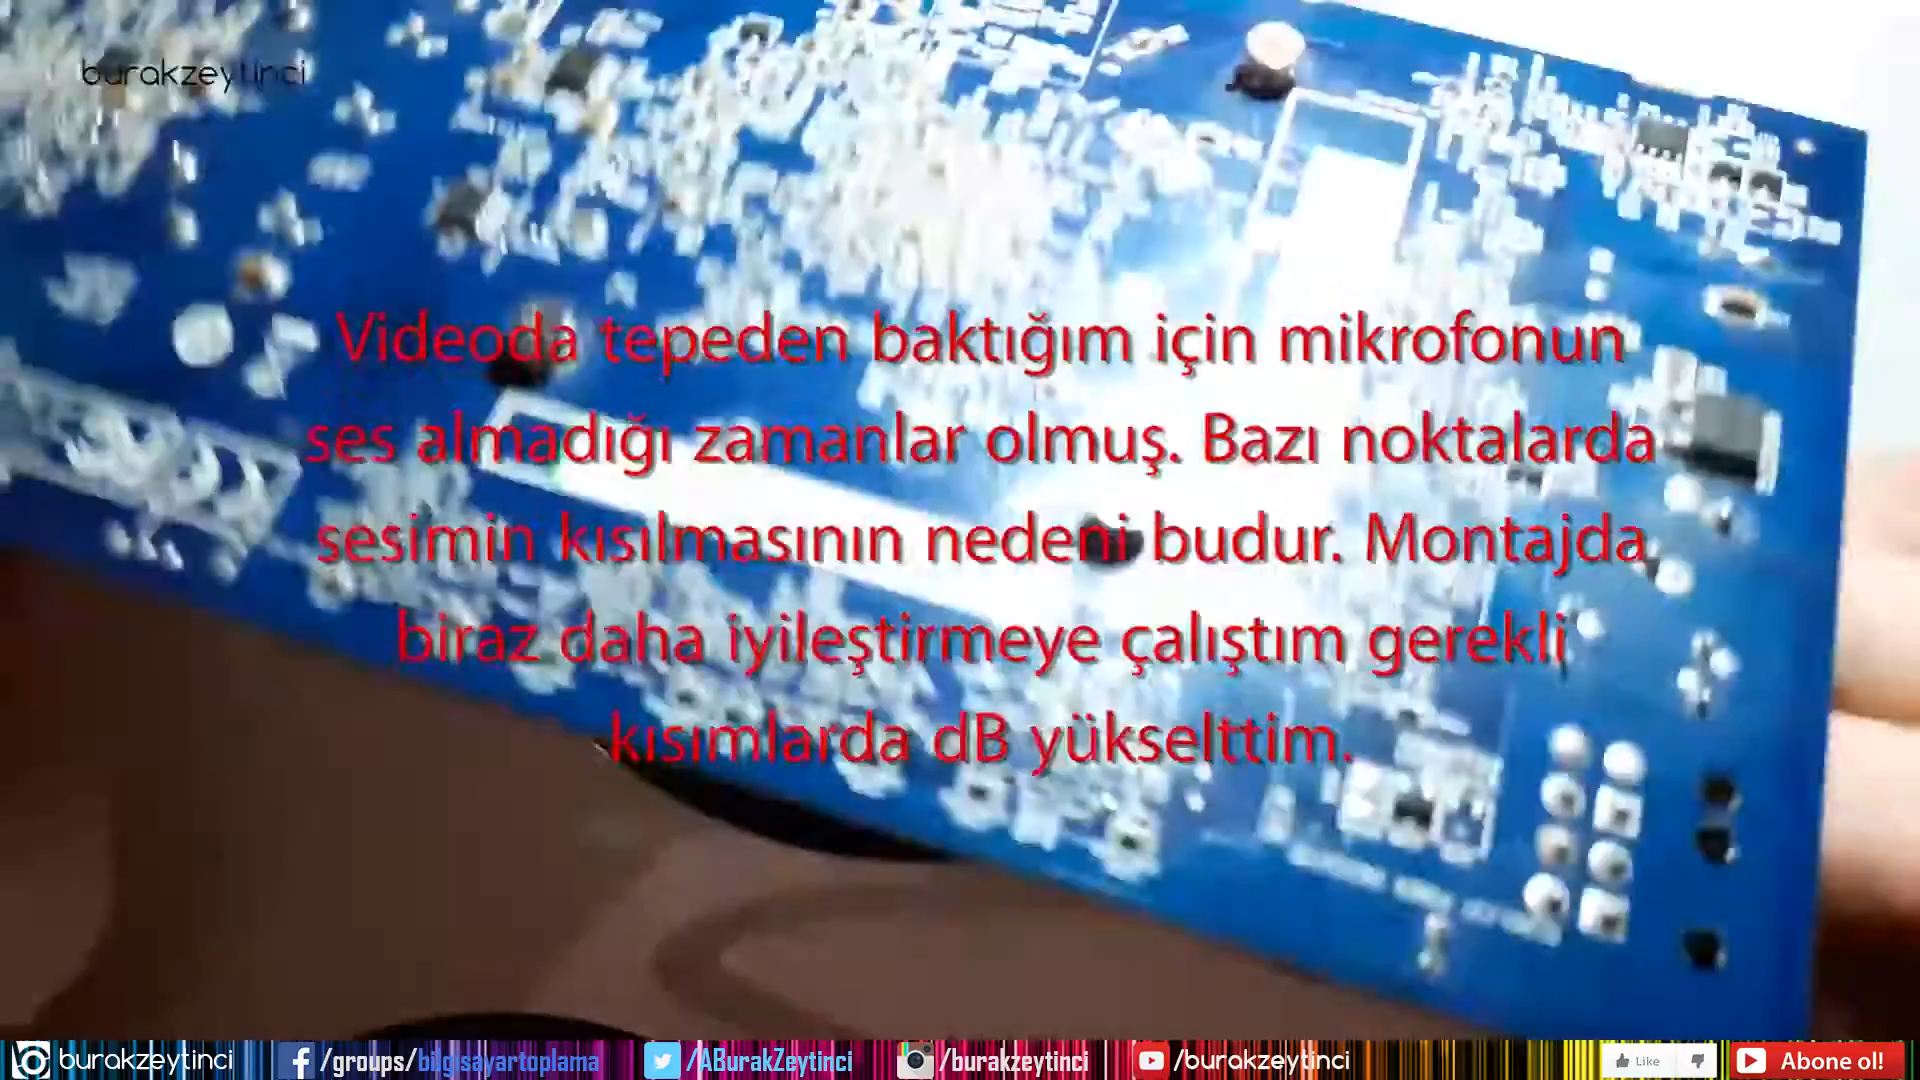 burakzeytinci
Videoda tepeden baktığım için mikrofonun
ses almadığı zamanlar olmuş. Bazı noktalarda
sesimin kısılmasının nedeni budur. Montajda
biraz daha iyileştirmeye çalıştım gerekli
kısımlarda dB yükselttim.
burakzeytinci /groups/bilgisayartoplama /ABurakZeytinci /burakzeytinci /burakzeytinci Like Abone ol!